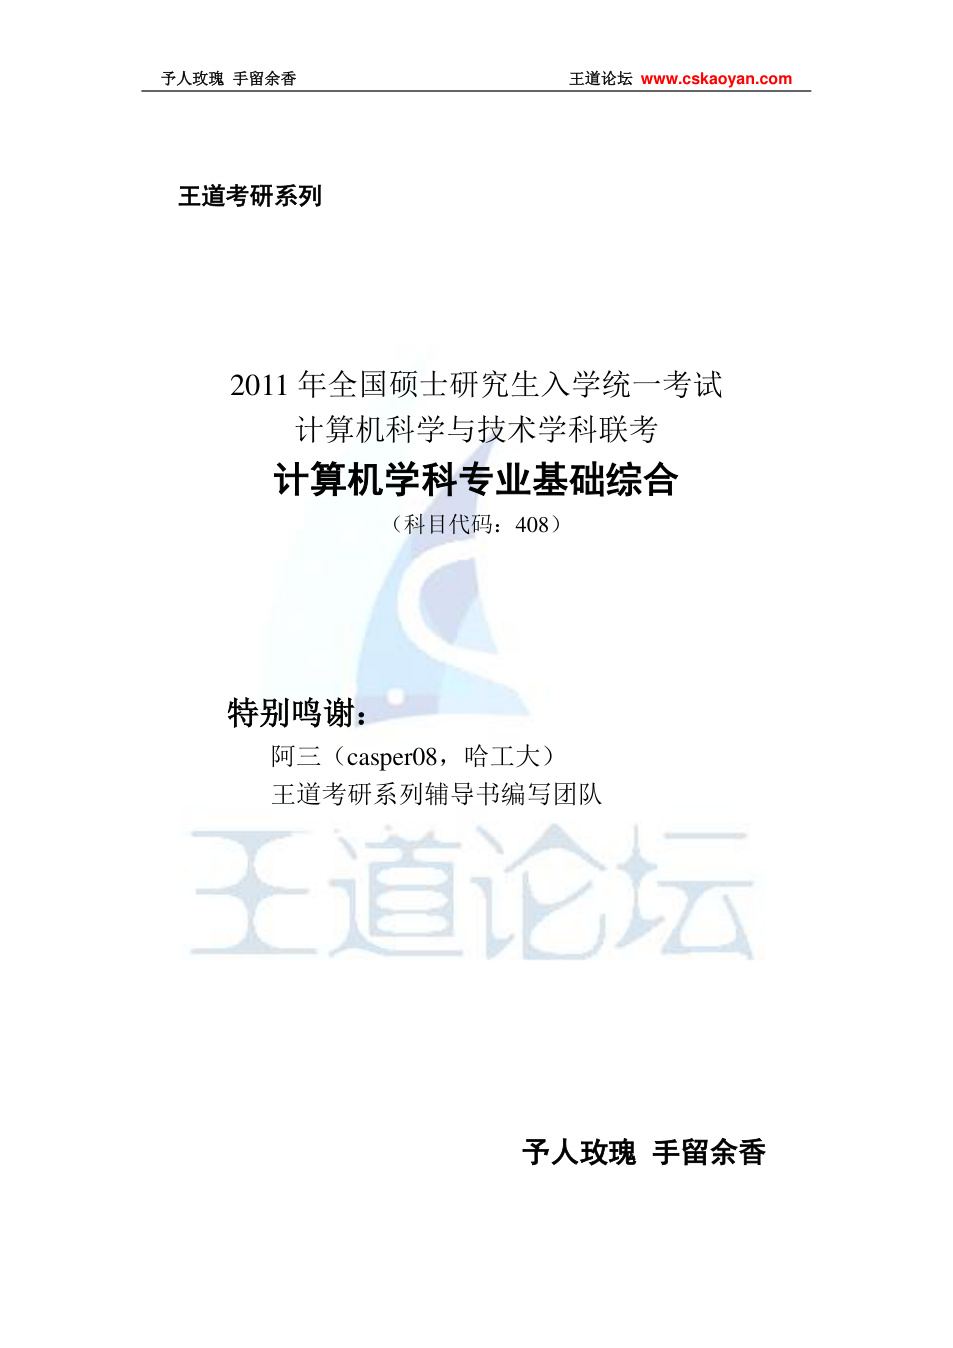 予人玫瑰 手留余香 王道论坛 www.cskaoyan.com
王道考研系列
2011 年全国硕士研究生入学统一考试
计算机科学与技术学科联考
计算机学科专业基础综合
（科目代码：408）
特别鸣谢：
阿三（casper08，哈工大）
王道考研系列辅导书编写团队
王道论坛
予人玫瑰 手留余香